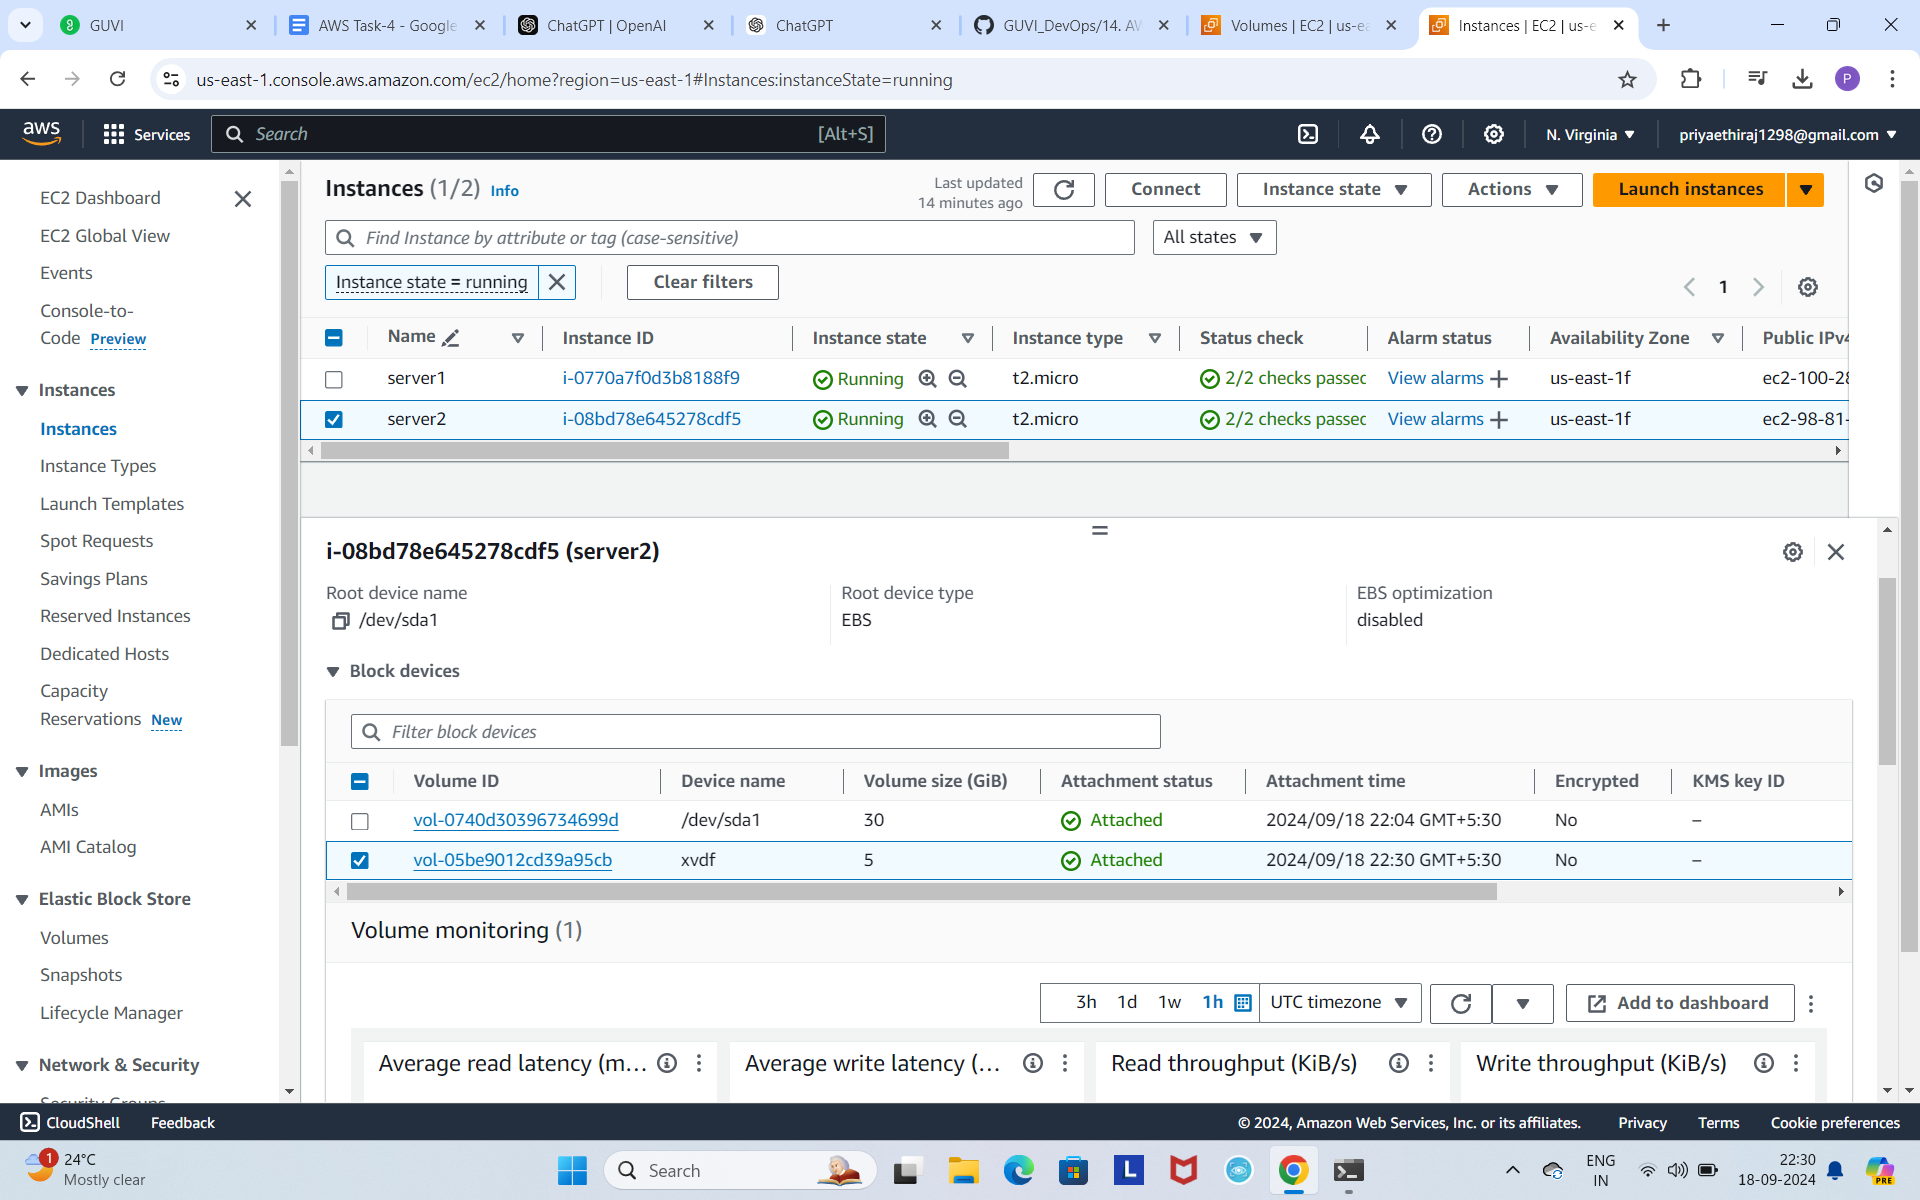 GUVI
AWS Task-4 - Google
ChatGPT | OpenAI
ChatGPT
GUVI_DevOps/14. AW
Volumes | EC2 | us-ea
Instances | EC2 | us-e
us-east-1.console.aws.amazon.com/ec2/home?region=us-east-1#Instances:instanceState=running
P
aws
Services
Search
[Alt+S]
N. Virginia
priyaethiraj1298@gmail.com
EC2 Dashboard
EC2 Global View
Events
Console-to-
Code Preview
Instances
Instances
Instance Types
Launch Templates
Spot Requests
Savings Plans
Reserved Instances
Dedicated Hosts
Capacity
Reservations New
Images
AMIs
AMI Catalog
Elastic Block Store
Volumes
Snapshots
Lifecycle Manager
Network & Security
Security Groups
Instances (1/2) Info
Last updated
14 minutes ago
Connect
Instance state
Actions
Launch instances
Find Instance by attribute or tag (case-sensitive)
All states
Instance state = running
Clear filters
1
Name Instance ID Instance state Instance type Status check Alarm status Availability Zone Public IPv4
server1 i-0770a7f0d3b8188f9 Running t2.micro 2/2 checks passec View alarms us-east-1f ec2-100-28
server2 i-08bd78e645278cdf5 Running t2.micro 2/2 checks passec View alarms us-east-1f ec2-98-81-
i-08bd78e645278cdf5 (server2)
Root device name Root device type EBS optimization
/dev/sda1 EBS disabled
Block devices
Filter block devices
Volume ID Device name Volume size (GiB) Attachment status Attachment time Encrypted KMS key ID
vol-0740d30396734699d /dev/sda1 30 Attached 2024/09/18 22:04 GMT+5:30 No –
vol-05be9012cd39a95cb xvdf 5 Attached 2024/09/18 22:30 GMT+5:30 No –
Volume monitoring (1)
3h 1d 1w 1h UTC timezone Add to dashboard
Average read latency (m... Average write latency (... Read throughput (KiB/s) Write throughput (KiB/s)
CloudShell Feedback © 2024, Amazon Web Services, Inc. or its affiliates. Privacy Terms Cookie preferences
1
24°C
Mostly clear
Search
L
ENG
IN
22:30
18-09-2024
PRE